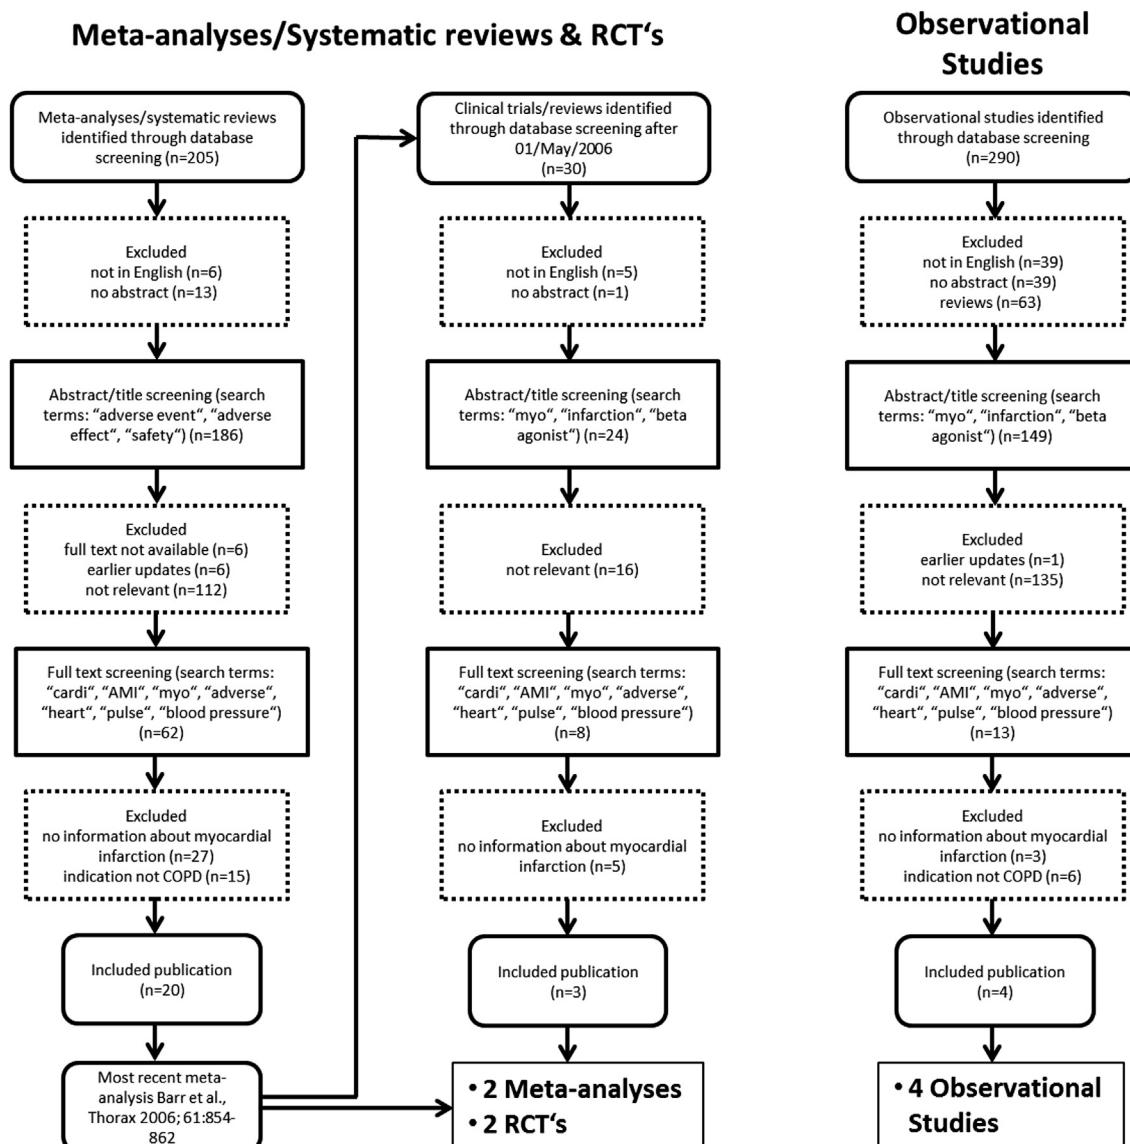 Meta-analyses/Systematic reviews & RCT‘s
Meta-analyses/systematic reviews
identified through database
screening (n=205)
Excluded
not in English (n=6)
no abstract (n=13)
Abstract/title screening (search
terms: “adverse event“, “adverse
effect“, “safety“) (n=186)
Excluded
full text not available (n=6)
earlier updates (n=6)
not relevant (n=112)
Full text screening (search terms:
“cardi“, “AMI“, “myo“, “adverse“,
“heart“, “pulse“, “blood pressure“)
(n=62)
Excluded
no information about myocardial
infarction (n=27)
indication not COPD (n=15)
Included publication
(n=20)
Most recent meta-
analysis Barr et al.,
Thorax 2006; 61:854-
862
Clinical trials/reviews identified
through database screening after
01/May/2006
(n=30)
Excluded
not in English (n=5)
no abstract (n=1)
Abstract/title screening (search
terms: “myo“, “infarction“, “beta
agonist“) (n=24)
Excluded
not relevant (n=16)
Full text screening (search terms:
“cardi“, “AMI“, “myo“, “adverse“,
“heart“, “pulse“, “blood pressure“)
(n=8)
Excluded
no information about myocardial
infarction (n=5)
Included publication
(n=3)
• 2 Meta-analyses
• 2 RCT‘s
Observational
Studies
Observational studies identified
through database screening
(n=290)
Excluded
not in English (n=39)
no abstract (n=39)
reviews (n=63)
Abstract/title screening (search
terms: “myo“, “infarction“, “beta
agonist“) (n=149)
Excluded
earlier updates (n=1)
not relevant (n=135)
Full text screening (search terms:
“cardi“, “AMI“, “myo“, “adverse“,
“heart“, “pulse“, “blood pressure“)
(n=13)
Excluded
no information about myocardial
infarction (n=3)
indication not COPD (n=6)
Included publication
(n=4)
• 4 Observational
Studies